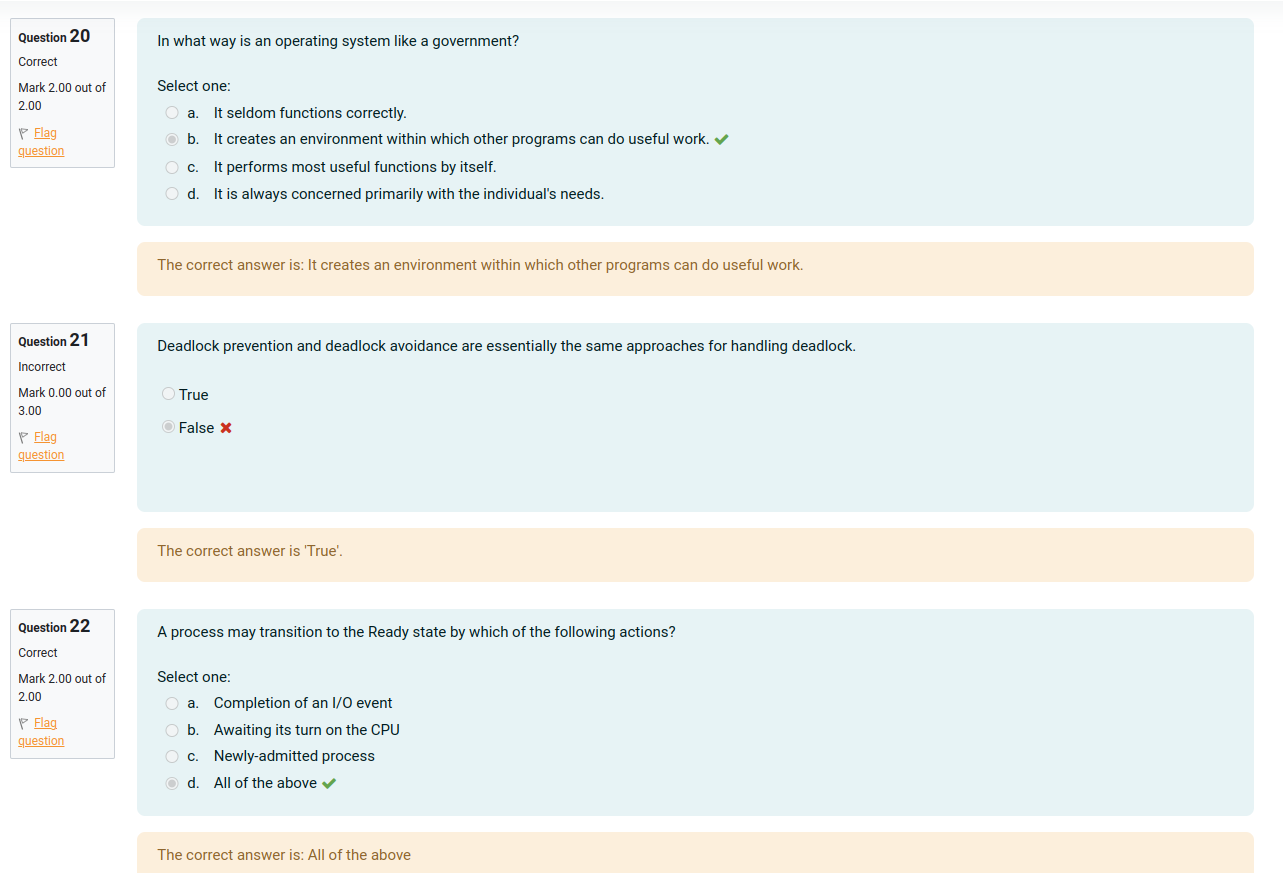 Question 20
Correct
Mark 2.00 out of
2.00
Flag
question
In what way is an operating system like a government?
Select one:
a. It seldom functions correctly.
b. It creates an environment within which other programs can do useful work.
c. It performs most useful functions by itself.
d. It is always concerned primarily with the individual's needs.
The correct answer is: It creates an environment within which other programs can do useful work.
Question 21
Incorrect
Mark 0.00 out of
3.00
Flag
question
Deadlock prevention and deadlock avoidance are essentially the same approaches for handling deadlock.
True
False
The correct answer is 'True'.
Question 22
Correct
Mark 2.00 out of
2.00
Flag
question
A process may transition to the Ready state by which of the following actions?
Select one:
a. Completion of an I/O event
b. Awaiting its turn on the CPU
c. Newly-admitted process
d. All of the above
The correct answer is: All of the above